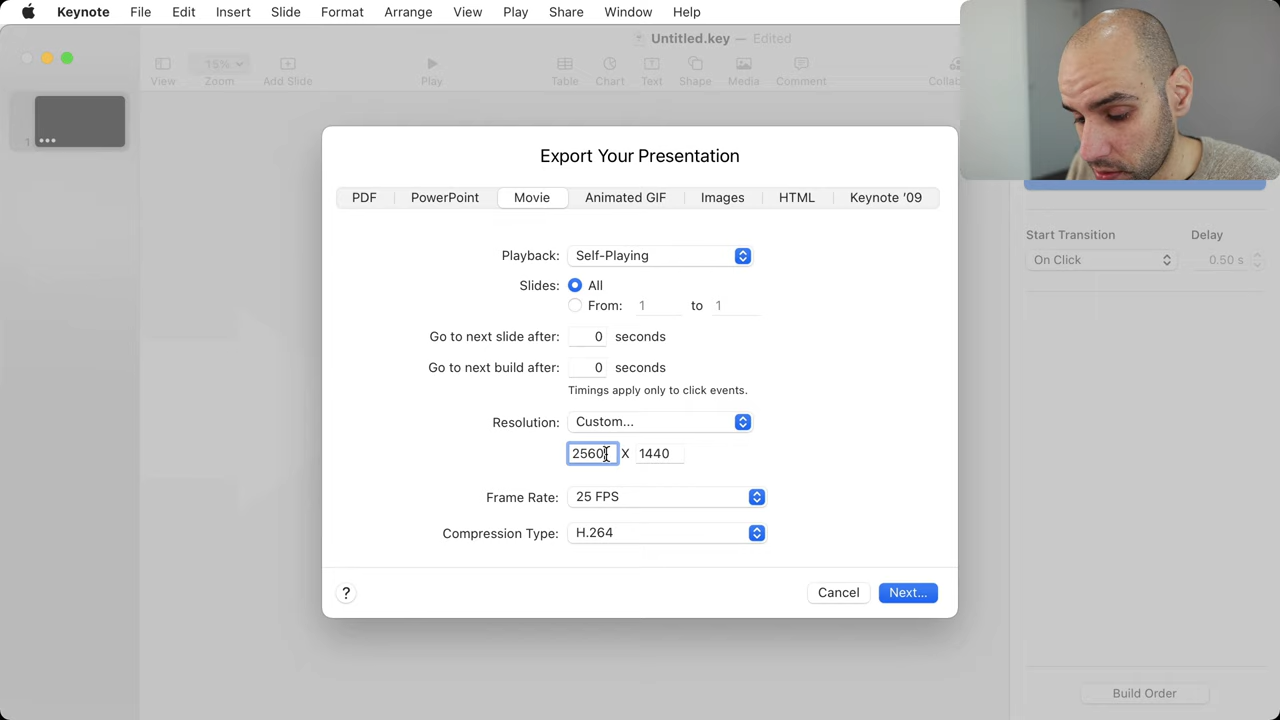 Keynote File Edit Insert Slide Format Arrange View Play Share Window Help
Untitled.key — Edited
15%
View Zoom Add Slide Play Table Chart Text Shape Media Comment
1
Export Your Presentation
PDF PowerPoint Movie Animated GIF Images HTML Keynote '09
Playback: Self-Playing
Slides: All
From: 1 to 1
Go to next slide after: 0 seconds
Go to next build after: 0 seconds
Timings apply only to click events.
Resolution: Custom...
2560 X 1440
Frame Rate: 25 FPS
Compression Type: H.264
? Cancel Next...
Start Transition Delay
On Click 0.50 s
Build Order